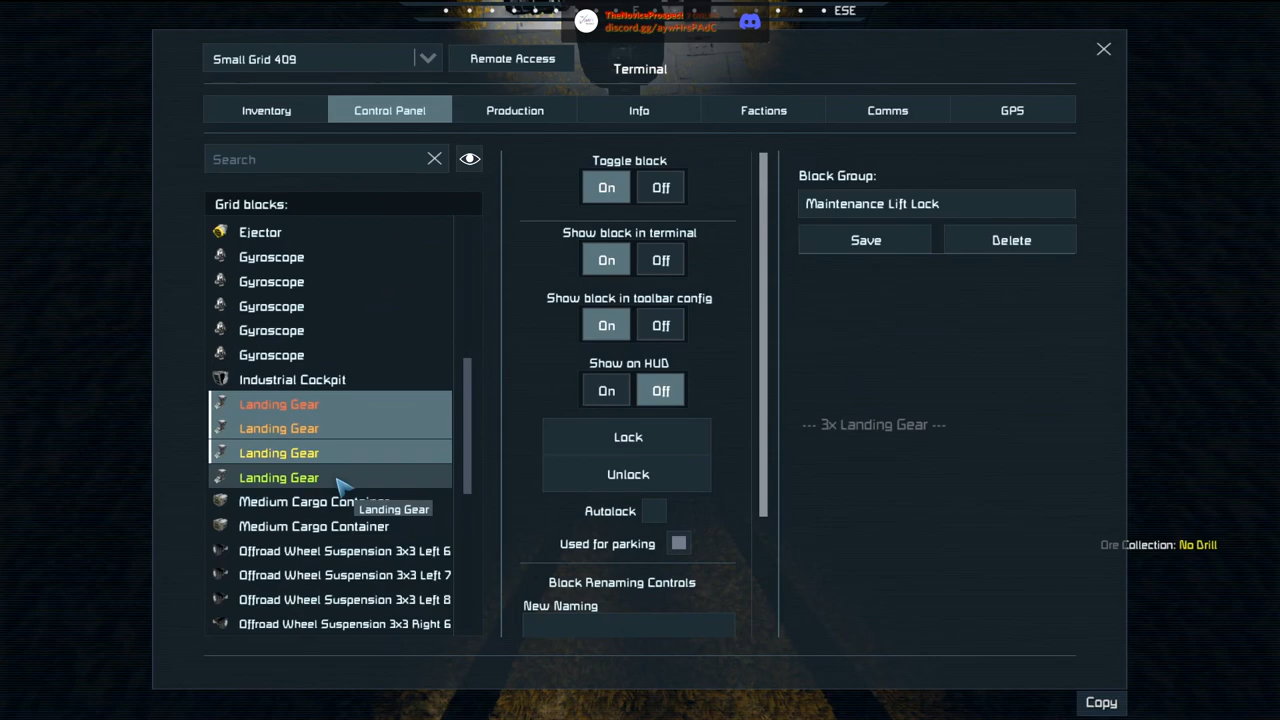 ESE
TheNoviceProspect
discord.gg/aywHrsPAdC
Small Grid 409
Remote Access
Terminal
Inventory
Control Panel
Production
Info
Factions
Comms
GPS
Search
Grid blocks:
Ejector
Gyroscope
Gyroscope
Gyroscope
Gyroscope
Gyroscope
Industrial Cockpit
Landing Gear
Landing Gear
Landing Gear
Landing Gear
Landing Gear
Medium Cargo Container
Medium Cargo Container
Offroad Wheel Suspension 3x3 Left 6
Offroad Wheel Suspension 3x3 Left 7
Offroad Wheel Suspension 3x3 Left 8
Offroad Wheel Suspension 3x3 Right 6
Toggle block
On Off
Show block in terminal
On Off
Show block in toolbar config
On Off
Show on HUD
On Off
Lock
Unlock
Autolock
Used for parking
Block Renaming Controls
New Naming
Block Group:
Maintenance Lift Lock
Save Delete
--- 3x Landing Gear ---
Ore Collection: No Drill
Copy